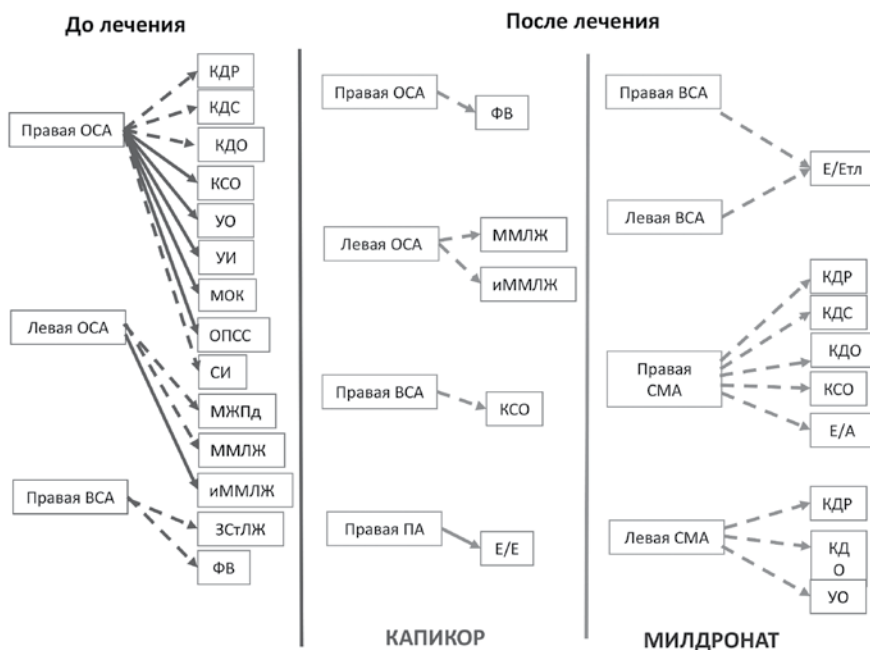 До лечения
После лечения
Правая ОСА
КДР
КДС
КДО
КСО
УО
УИ
МОК
ОПСС
СИ
Левая ОСА
МЖПд
ММЛЖ
иММЛЖ
Правая ВСА
ЗСтЛЖ
ФВ
Правая ОСА
ФВ
Левая ОСА
ММЛЖ
иММЛЖ
Правая ВСА
КСО
Правая ПА
Е/Е
КАПИКОР
Правая ВСА
Левая ВСА
Е/Етл
Правая
СМА
КДР
КДС
КДО
КСО
Е/А
Левая СМА
КДР
КД
О
УО
МИЛДРОНАТ